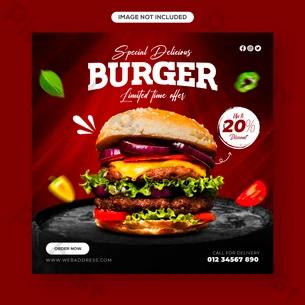 IMAGE NOT INCLUDED
Special Delicious
BURGER
Limited time offer
Up to
20%
Discount
ORDER NOW
WWW.WEBADDRESS.COM
CALL FOR DELIVERY
012 34567 890